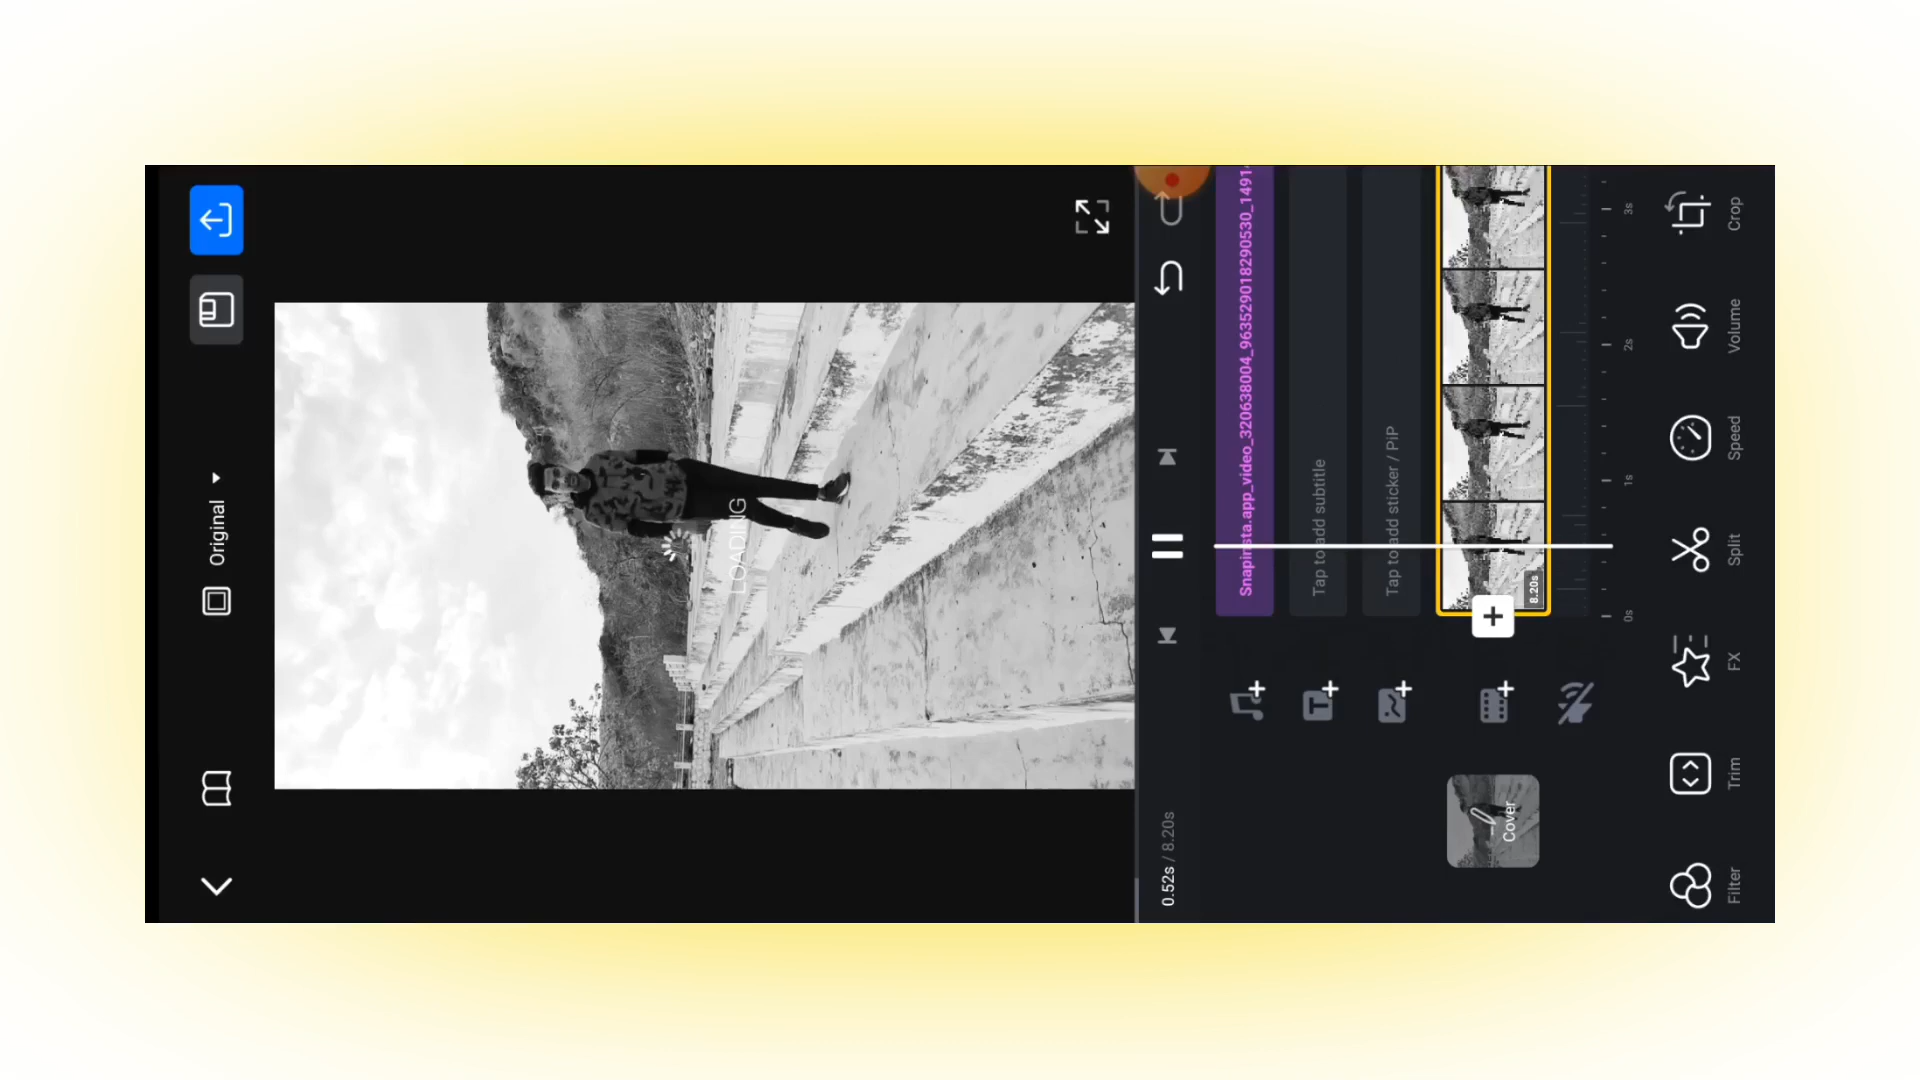 Original
LOADING
0.52s / 8.20s
Snapinsta.app_video_320638004_963529018290530_1491
Tap to add subtitle
Tap to add sticker / PiP
Cover
8.20s
0s
1s
2s
3s
Filter
Trim
FX
Split
Speed
Volume
Crop